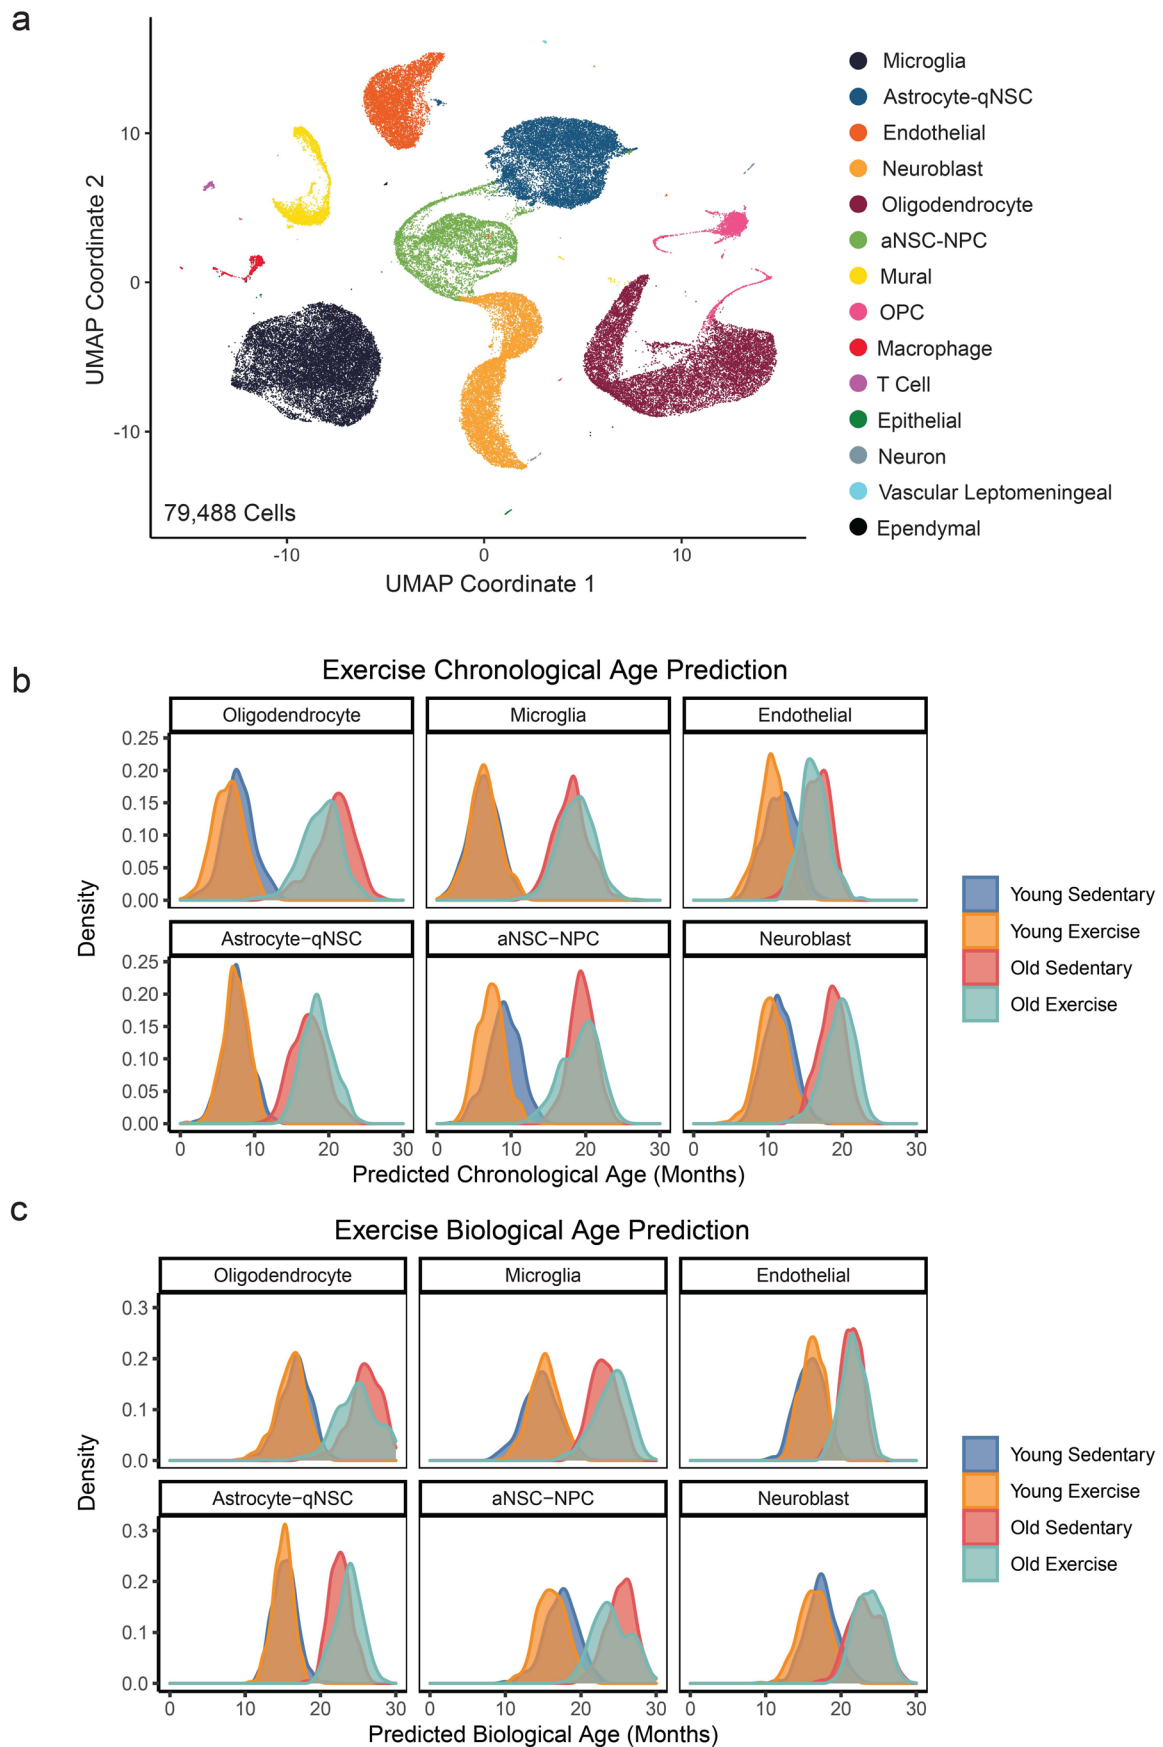 a
UMAP Coordinate 2
10
0
-10
79,488 Cells
-10 0 10
UMAP Coordinate 1
Microglia
Astrocyte-qNSC
Endothelial
Neuroblast
Oligodendrocyte
aNSC-NPC
Mural
OPC
Macrophage
T Cell
Epithelial
Neuron
Vascular Leptomeningeal
Ependymal
b
Exercise Chronological Age Prediction
Oligodendrocyte Microglia Endothelial
0.25
0.20
0.15
0.10
0.05
0.00
Astrocyte−qNSC aNSC−NPC Neuroblast
0.25
0.20
0.15
0.10
0.05
0.00
Density
0 10 20 30 0 10 20 30 0 10 20 30
Predicted Chronological Age (Months)
Young Sedentary
Young Exercise
Old Sedentary
Old Exercise
c
Exercise Biological Age Prediction
Oligodendrocyte Microglia Endothelial
0.3
0.2
0.1
0.0
Astrocyte−qNSC aNSC−NPC Neuroblast
0.3
0.2
0.1
0.0
Density
0 10 20 30 0 10 20 30 0 10 20 30
Predicted Biological Age (Months)
Young Sedentary
Young Exercise
Old Sedentary
Old Exercise